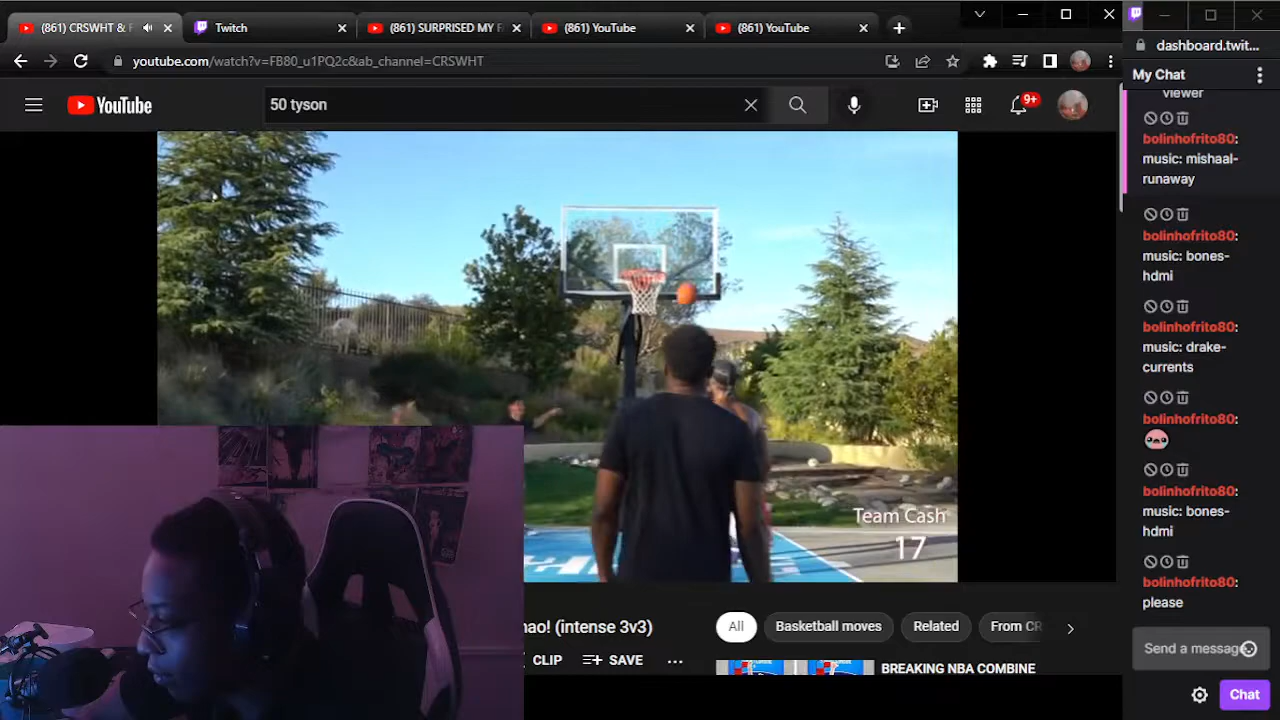 (861) CRSWHT & F
Twitch
(861) SURPRISED MY F
(861) YouTube
(861) YouTube
youtube.com/watch?v=FB80_u1PQ2c&ab_channel=CRSWHT
dashboard.twit...
YouTube
50 tyson
9+
My Chat
viewer
bolinhofrito80:
music: mishaal-
runaway
bolinhofrito80:
music: bones-
hdmi
bolinhofrito80:
music: drake-
currents
bolinhofrito80:
bolinhofrito80:
music: bones-
hdmi
bolinhofrito80:
please
Send a message
Chat
Team Cash
17
hao! (intense 3v3)
CLIP
SAVE
All
Basketball moves
Related
From CR
BREAKING NBA COMBINE